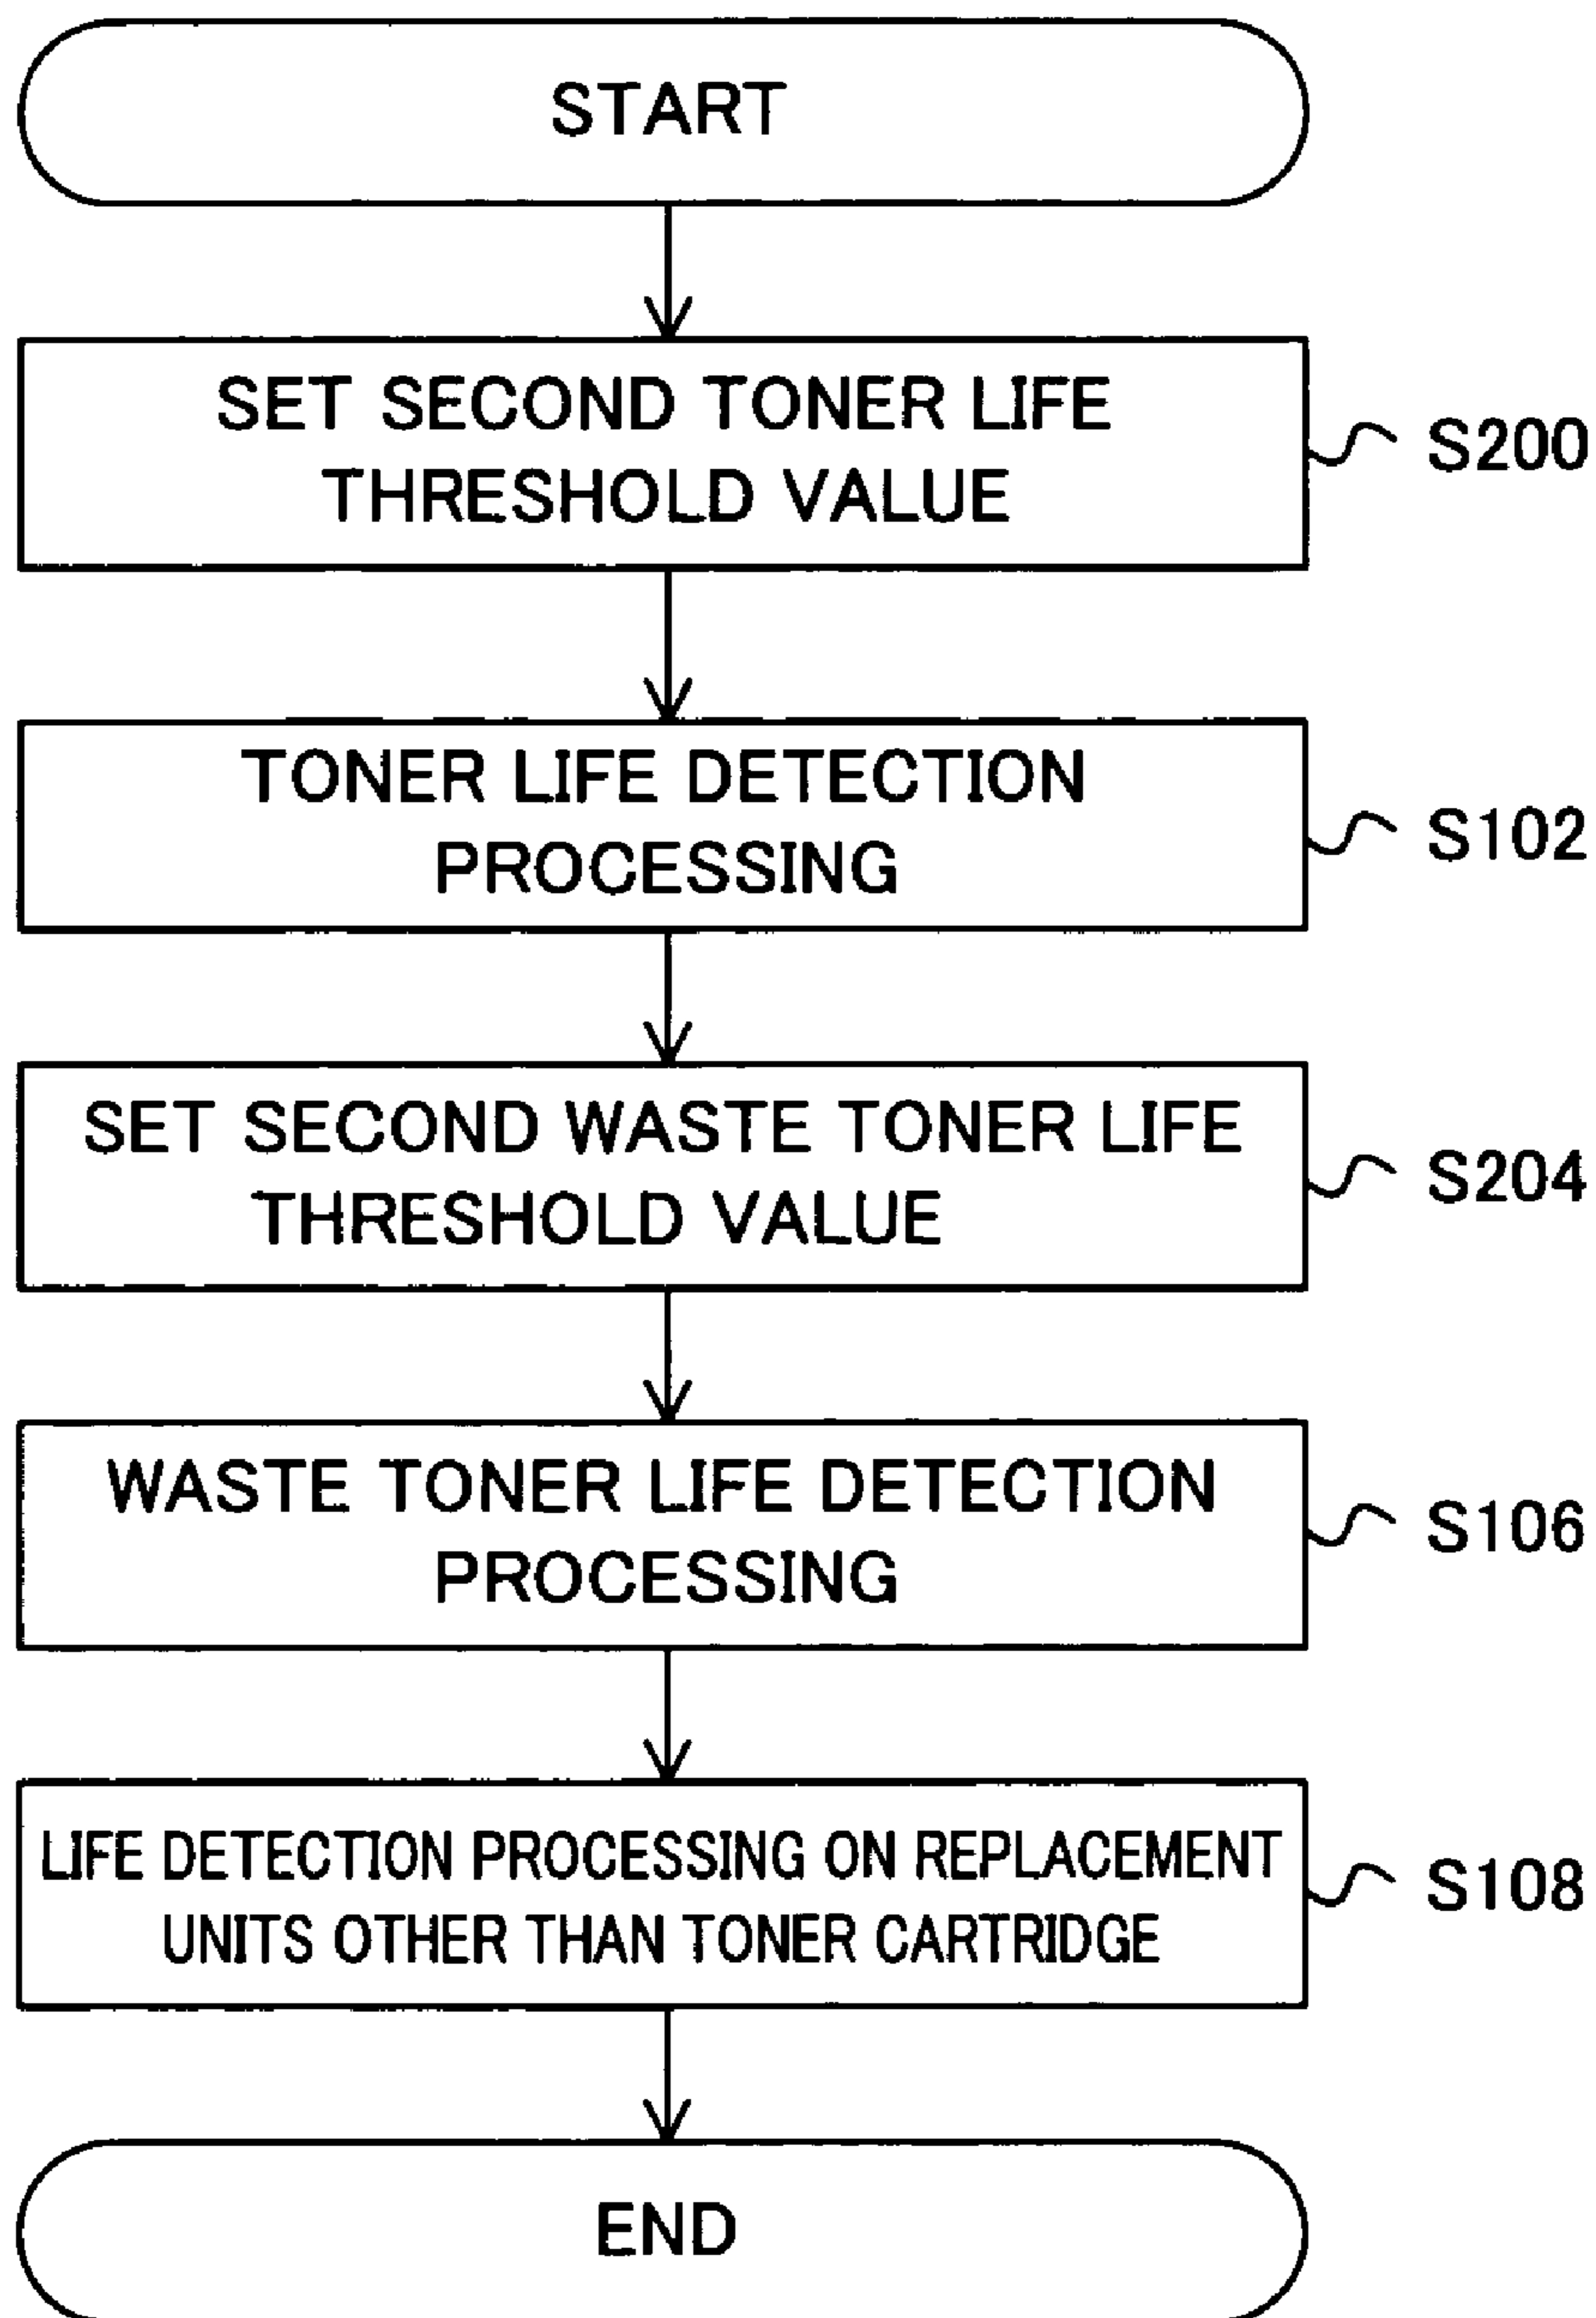 START
SET SECOND TONER LIFE
THRESHOLD VALUE
S200
TONER LIFE DETECTION
PROCESSING
S102
SET SECOND WASTE TONER LIFE
THRESHOLD VALUE
S204
WASTE TONER LIFE DETECTION
PROCESSING
S106
LIFE DETECTION PROCESSING ON REPLACEMENT
UNITS OTHER THAN TONER CARTRIDGE
S108
END